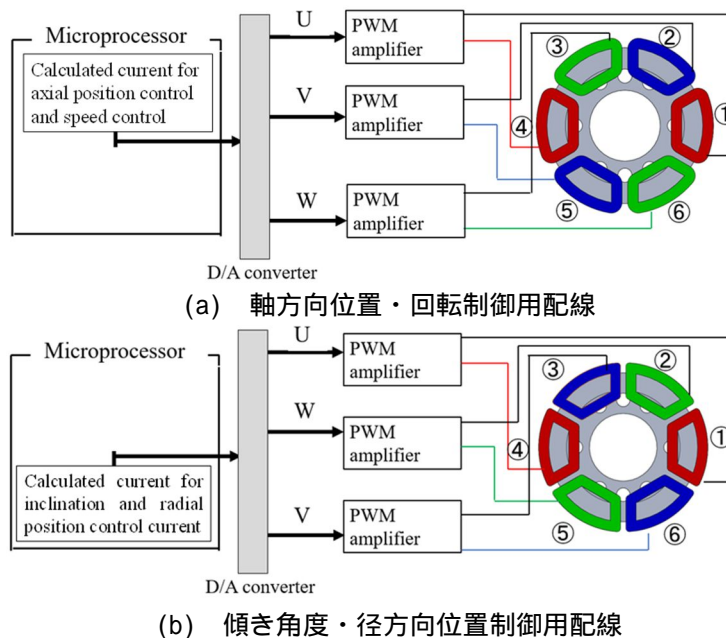 Microprocessor
Calculated current for
axial position control
and speed control
U
V
W
PWM
amplifier
PWM
amplifier
PWM
amplifier
D/A converter
③
②
④
①
⑤
⑥
(a) 軸方向位置・回転制御用配線
Microprocessor
Calculated current for
inclination and radial
position control current
U
W
V
PWM
amplifier
PWM
amplifier
PWM
amplifier
D/A converter
③
②
④
①
⑤
⑥
(b) 傾き角度・径方向位置制御用配線